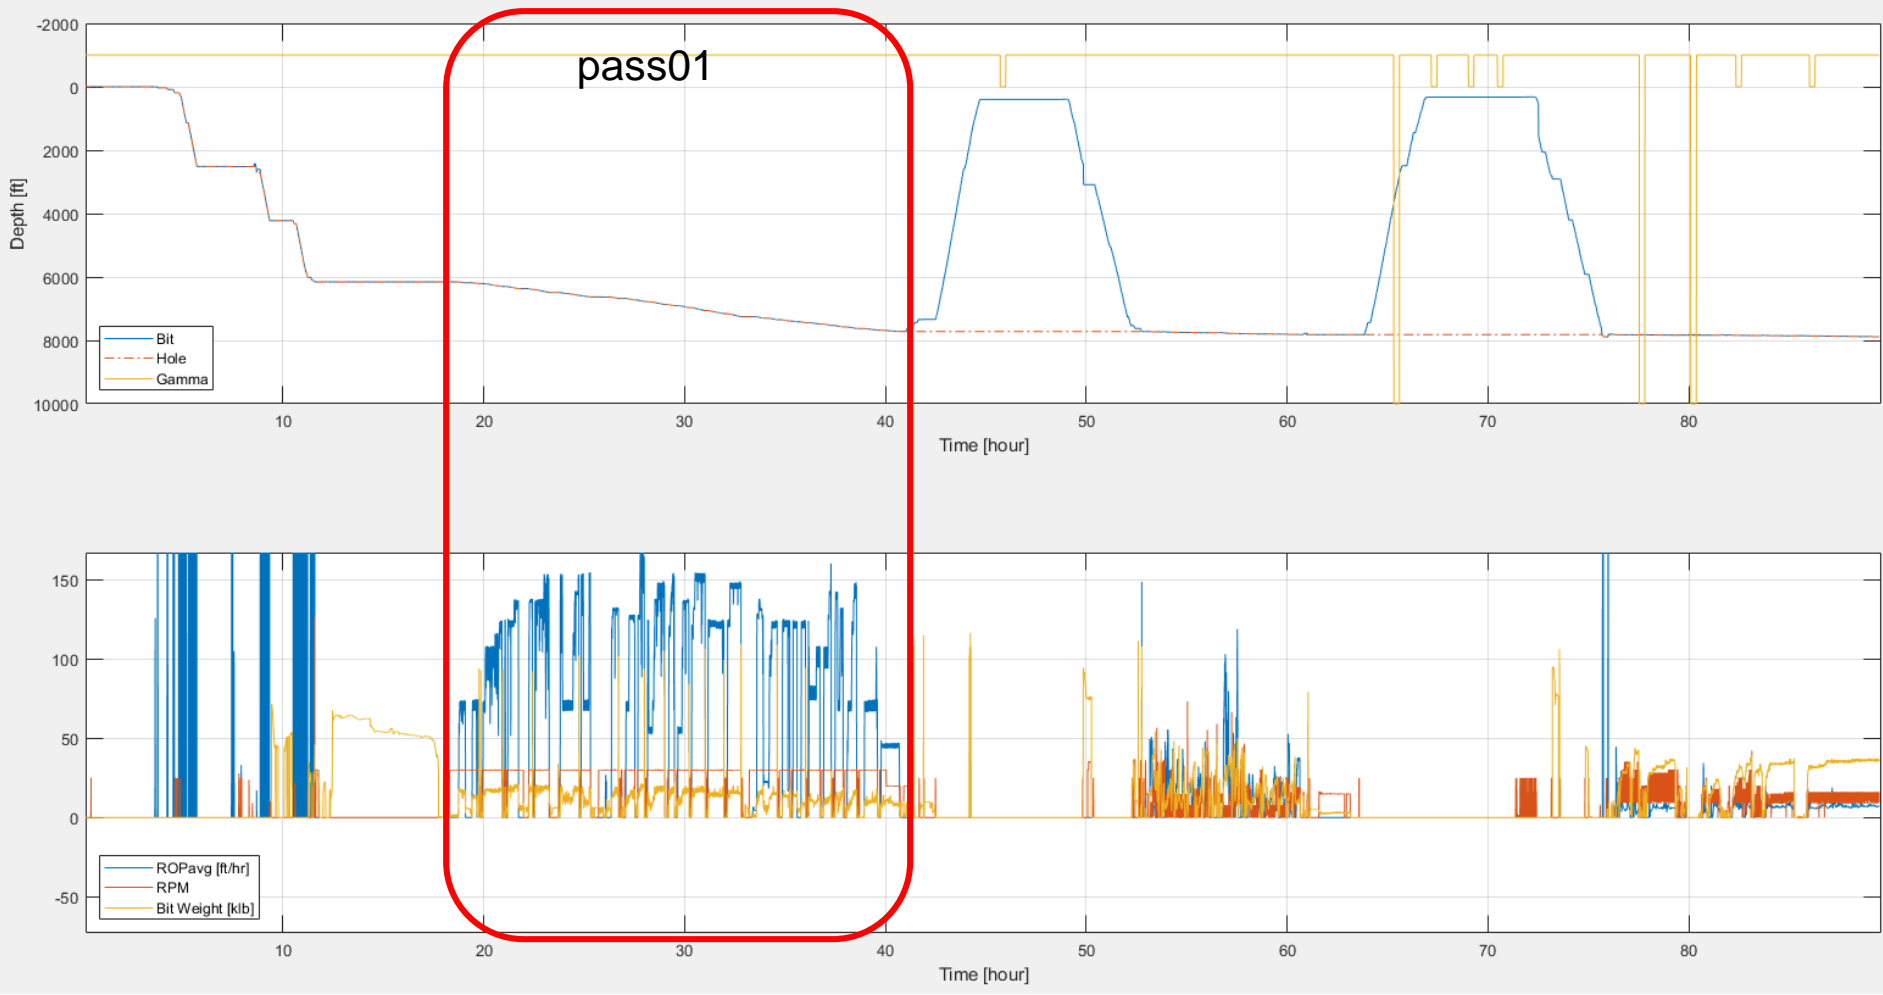 pass01
-2000
0
2000
4000
6000
8000
10000
Depth [ft]
Bit
Hole
Gamma
10 20 30 40 50 60 70 80
Time [hour]
150
100
50
0
-50
ROPavg [ft/hr]
RPM
Bit Weight [klb]
10 20 30 40 50 60 70 80
Time [hour]